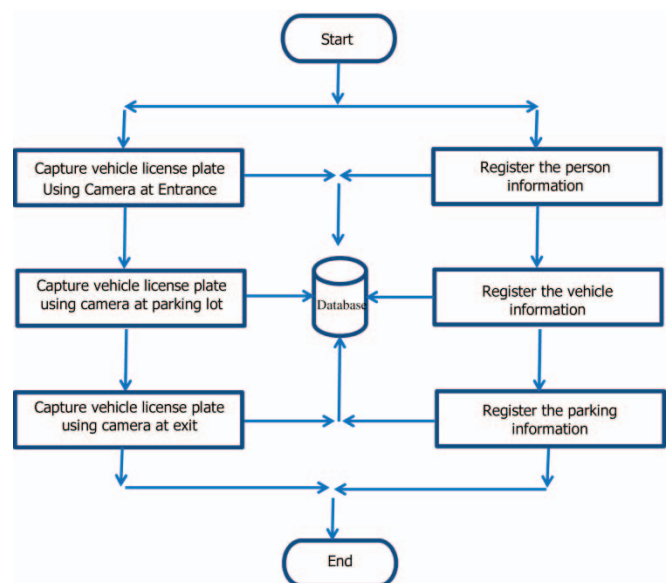 Start
Capture vehicle license plate
Using Camera at Entrance
Register the person
information
Capture vehicle license plate
using camera at parking lot
Database
Register the vehicle
information
Capture vehicle license plate
using camera at exit
Register the parking
information
End